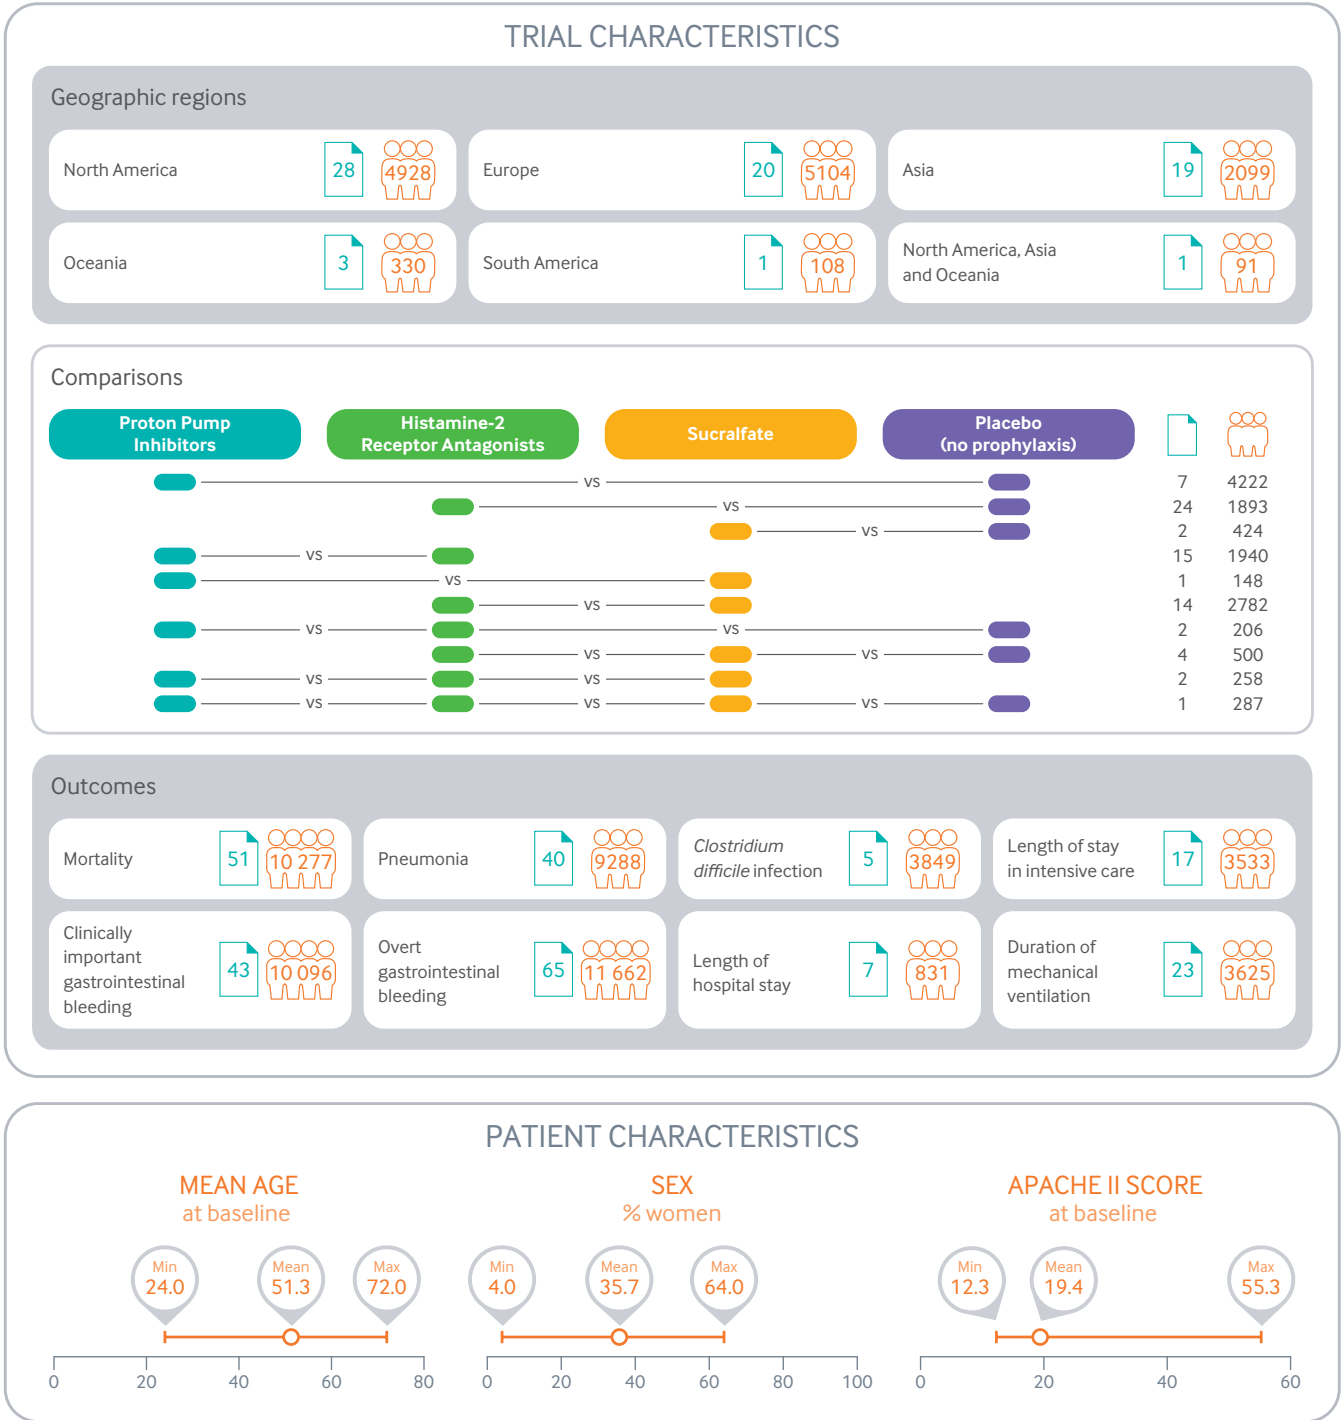 TRIAL CHARACTERISTICS
Geographic regions
North America 28 4928
Europe 20 5104
Asia 19 2099
Oceania 3 330
South America 1 108
North America, Asia
and Oceania 1 91
Comparisons
Proton Pump
Inhibitors
Histamine-2
Receptor Antagonists
Sucralfate
Placebo
(no prophylaxis)
vs 7 4222
vs 24 1893
vs 2 424
vs 15 1940
vs 1 148
vs 14 2782
vs vs 2 206
vs vs 4 500
vs vs 2 258
vs vs vs 1 287
Outcomes
Mortality 51 10 277
Pneumonia 40 9288
Clostridium
difficile infection 5 3849
Length of stay
in intensive care 17 3533
Clinically
important
gastrointestinal
bleeding 43 10 096
Overt
gastrointestinal
bleeding 65 11 662
Length of
hospital stay 7 831
Duration of
mechanical
ventilation 23 3625
PATIENT CHARACTERISTICS
MEAN AGE
at baseline
Min
24.0
Mean
51.3
Max
72.0
0 20 40 60 80
SEX
% women
Min
4.0
Mean
35.7
Max
64.0
0 20 40 60 80 100
APACHE II SCORE
at baseline
Min
12.3
Mean
19.4
Max
55.3
0 20 40 60